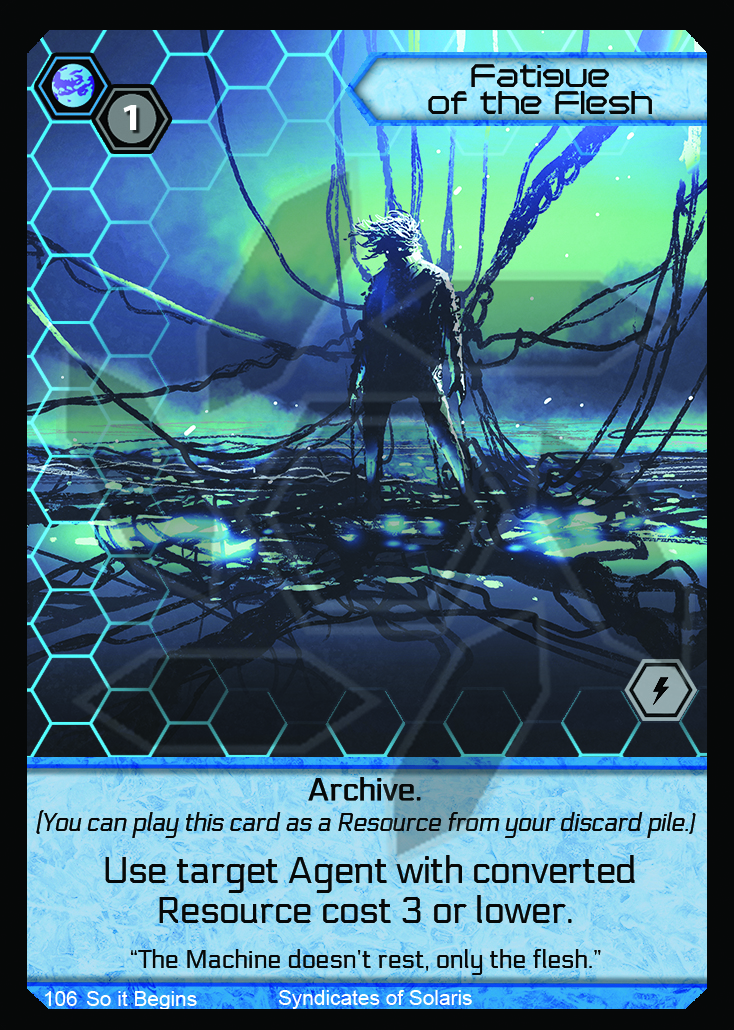 1
Fatigue
of the Flesh
Archive.
(You can play this card as a Resource from your discard pile.)
Use target Agent with converted
Resource cost 3 or lower.
“The Machine doesn't rest, only the flesh.”
106 So it Begins Syndicates of Solaris